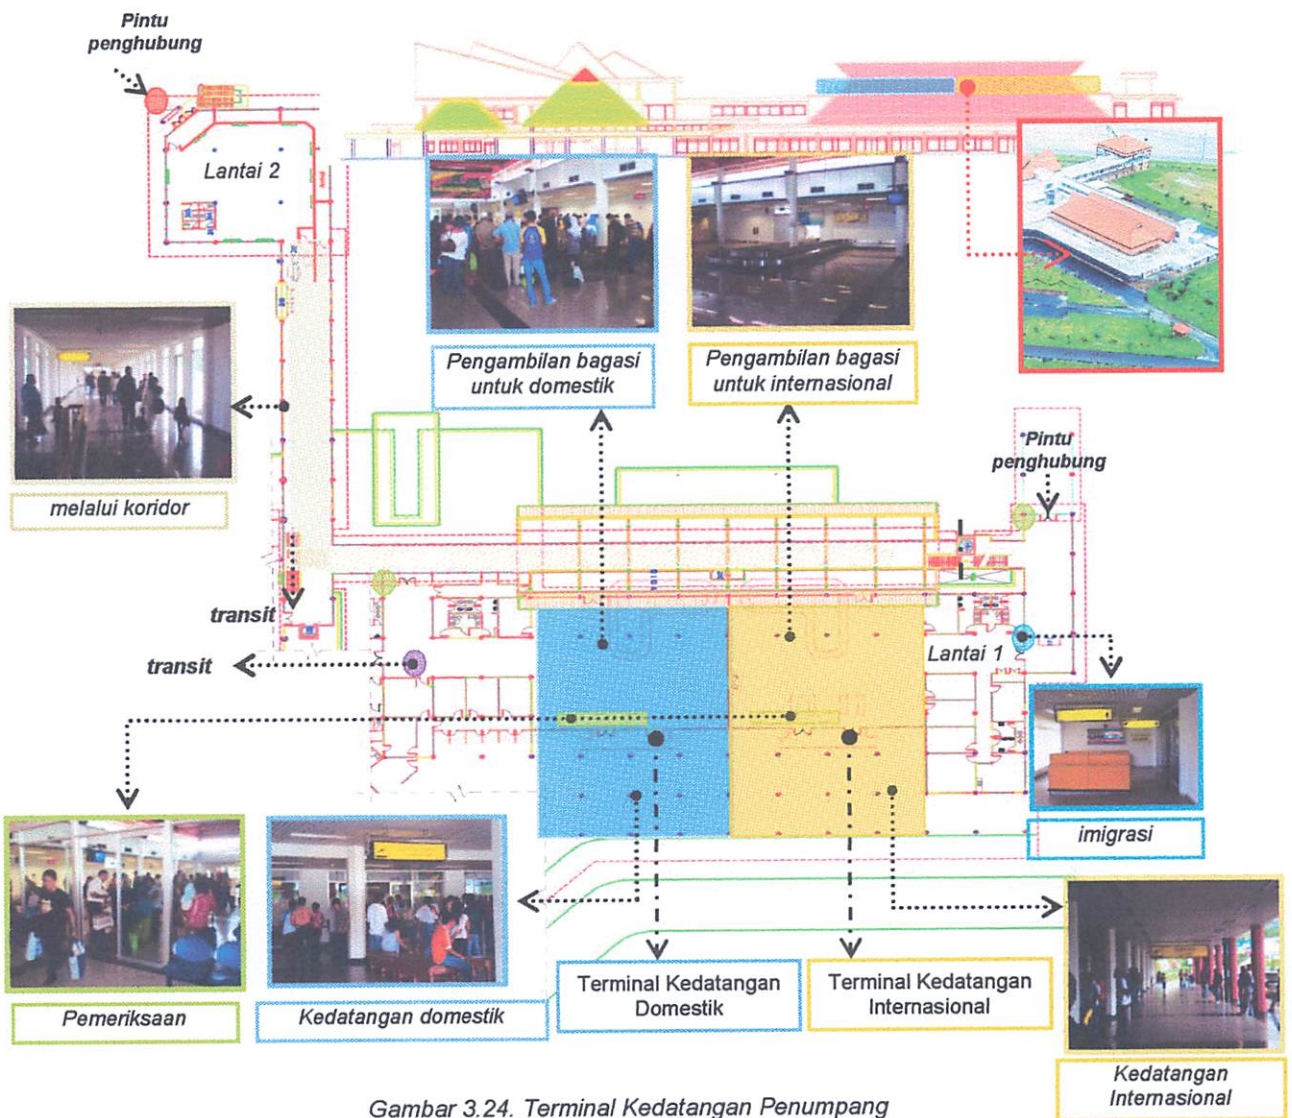 Pintu
penghubung
Lantai 2
Pengambilan bagasi
untuk domestik
Pengambilan bagasi
untuk internasional
melalui koridor
Pintu
penghubung
transit
transit
Lantai 1
imigrasi
Pemeriksaan
Kedatangan domestik
Terminal Kedatangan
Domestik
Terminal Kedatangan
Internasional
Kedatangan
Internasional
Gambar 3.24. Terminal Kedatangan Penumpang